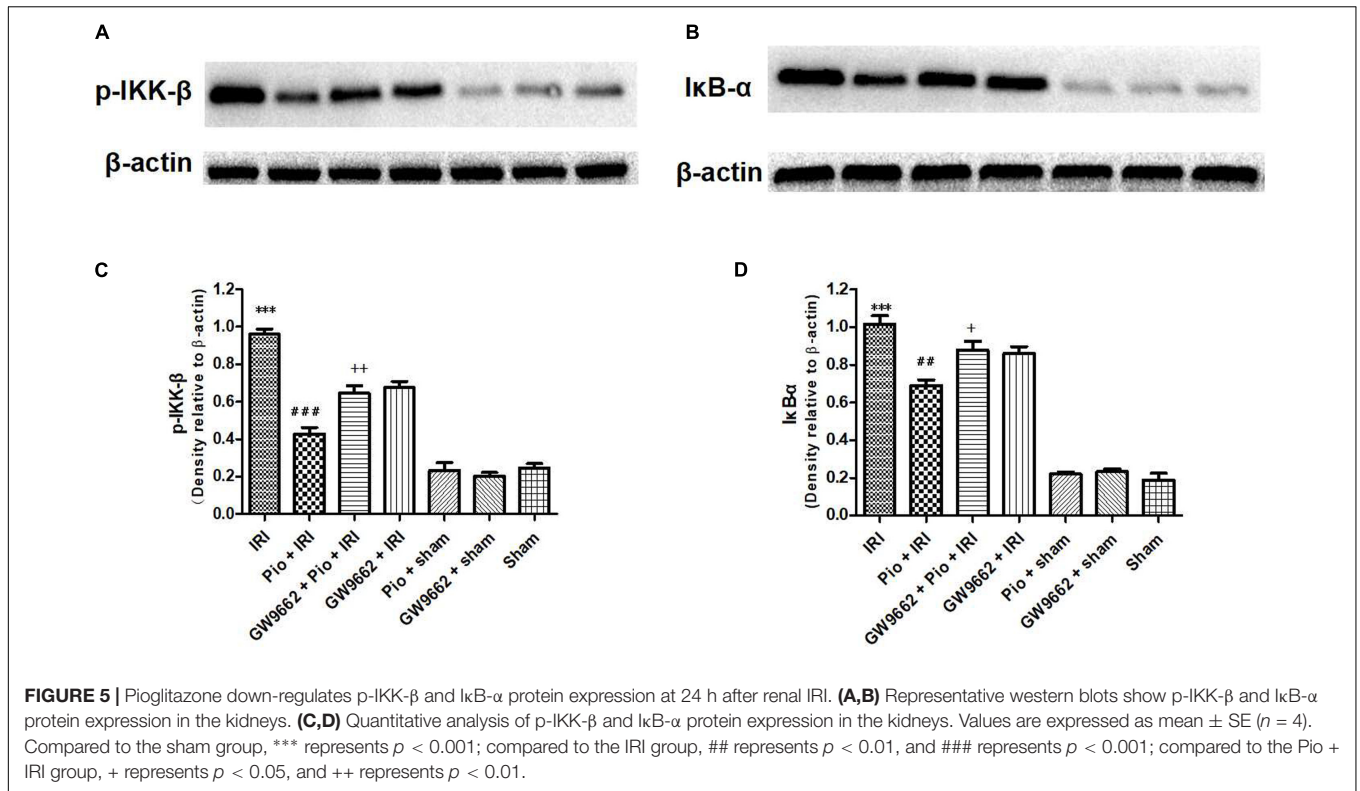 A
B
p-IKK-β
IκB-α
β-actin
β-actin
C
p-IKK-β
(Density relative to β-actin)
1.2
1.0
0.8
0.6
0.4
0.2
0.0
***
###
++
IRI
Pio + IRI
GW9662 + Pio + IRI
GW9662 + IRI
Pio + sham
GW9662 + sham
Sham
D
IκBα
(Density relative to β-actin)
1.2
1.0
0.8
0.6
0.4
0.2
0.0
***
##
+
IRI
Pio + IRI
GW9662 + Pio + IRI
GW9662 + IRI
Pio + sham
GW9662 + sham
Sham
FIGURE 5 | Pioglitazone down-regulates p-IKK-β and IκB-α protein expression at 24 h after renal IRI. (A,B) Representative western blots show p-IKK-β and IκB-α
protein expression in the kidneys. (C,D) Quantitative analysis of p-IKK-β and IκB-α protein expression in the kidneys. Values are expressed as mean ± SE (n = 4).
Compared to the sham group, *** represents p < 0.001; compared to the IRI group, ## represents p < 0.01, and ### represents p < 0.001; compared to the Pio +
IRI group, + represents p < 0.05, and ++ represents p < 0.01.